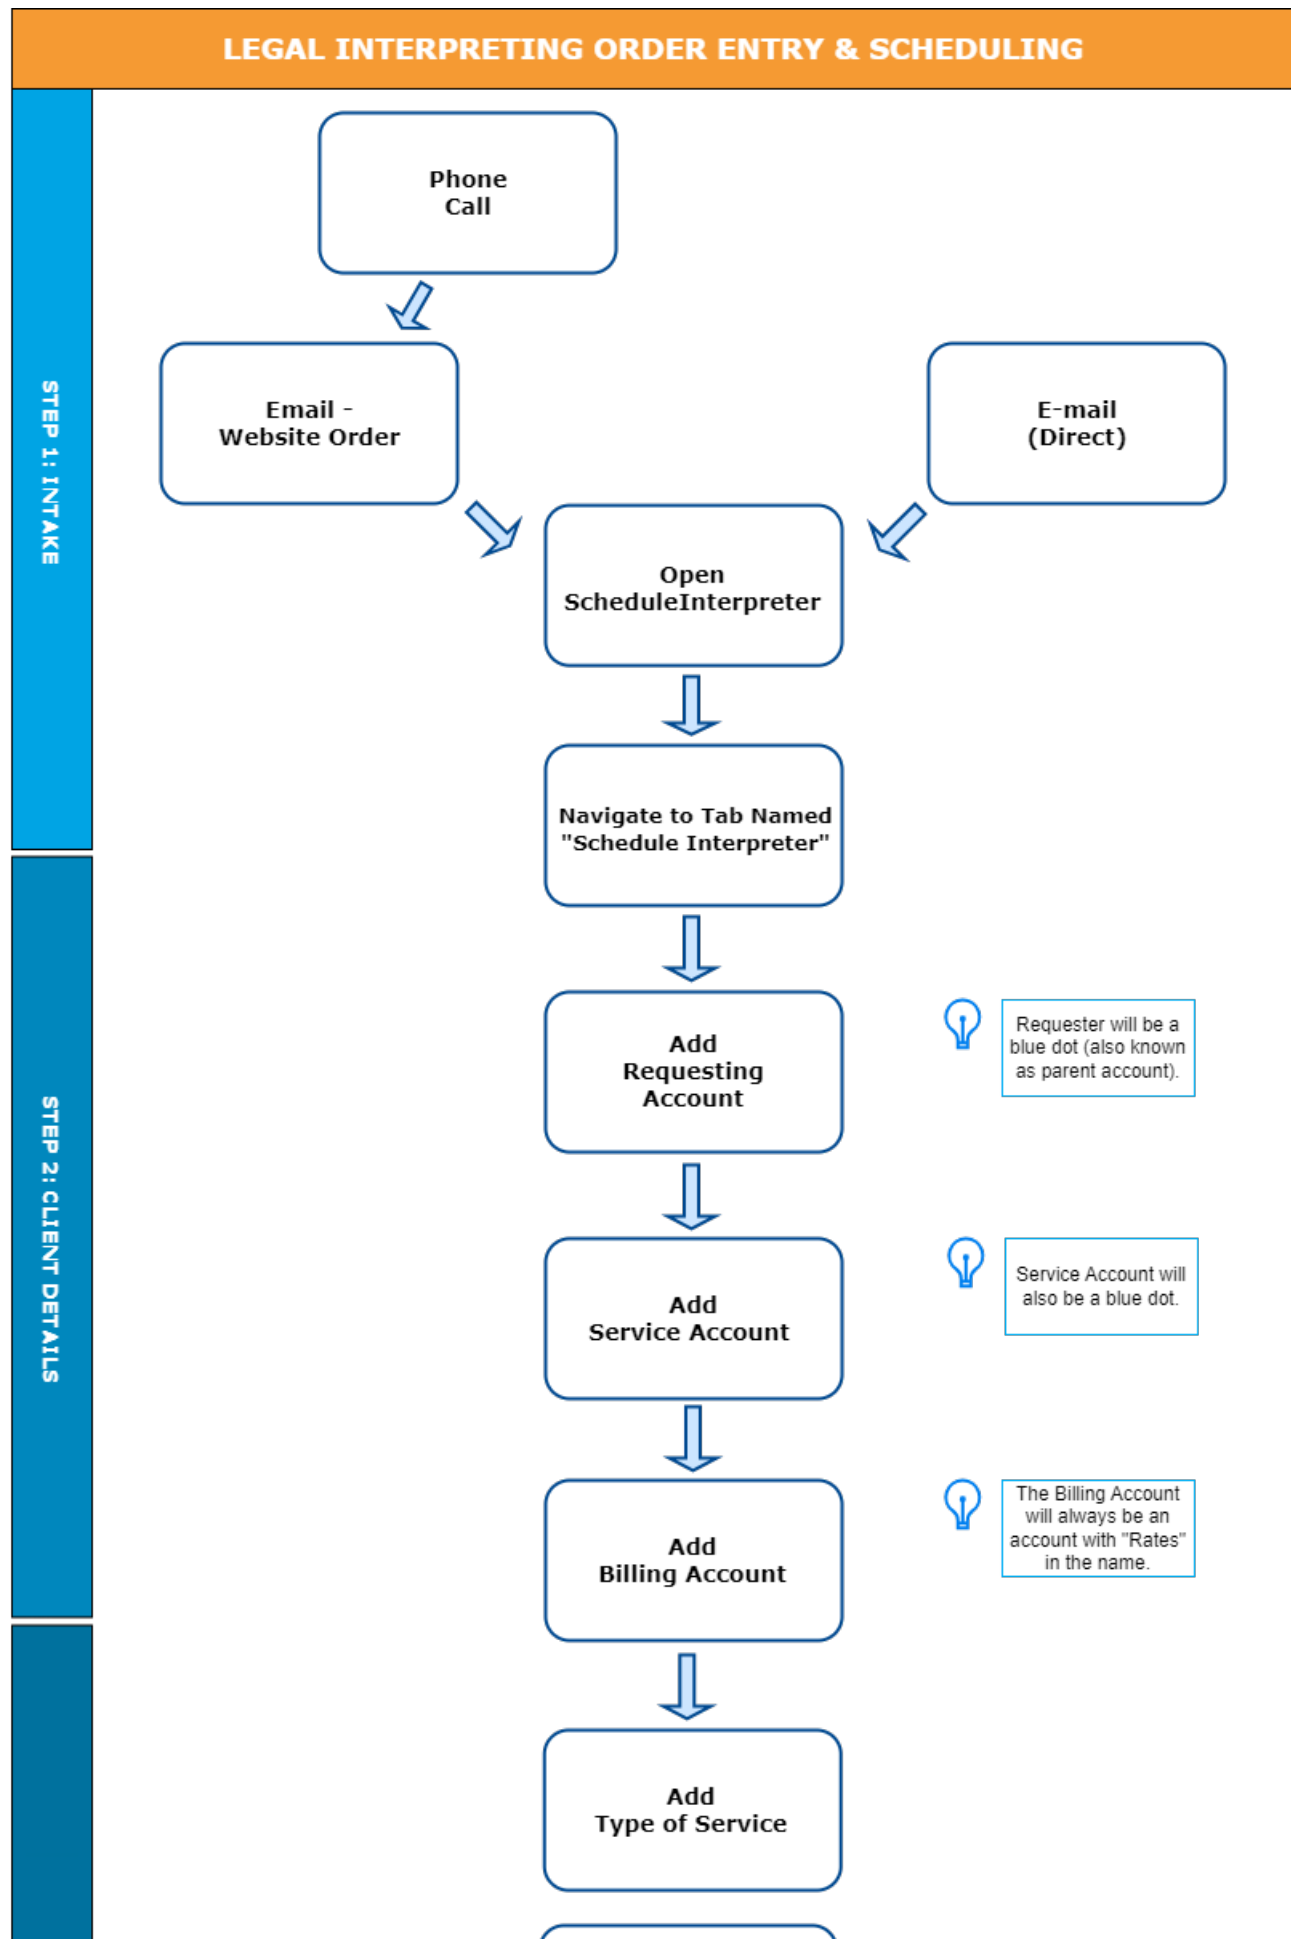 LEGAL INTERPRETING ORDER ENTRY & SCHEDULING
STEP 1: INTAKE
Phone
Call
Email -
Website Order
E-mail
(Direct)
Open
ScheduleInterpreter
Navigate to Tab Named
"Schedule Interpreter"
STEP 2: CLIENT DETAILS
Add
Requesting
Account
Requester will be a
blue dot (also known
as parent account).
Add
Service Account
Service Account will
also be a blue dot.
Add
Billing Account
The Billing Account
will always be an
account with "Rates"
in the name.
Add
Type of Service